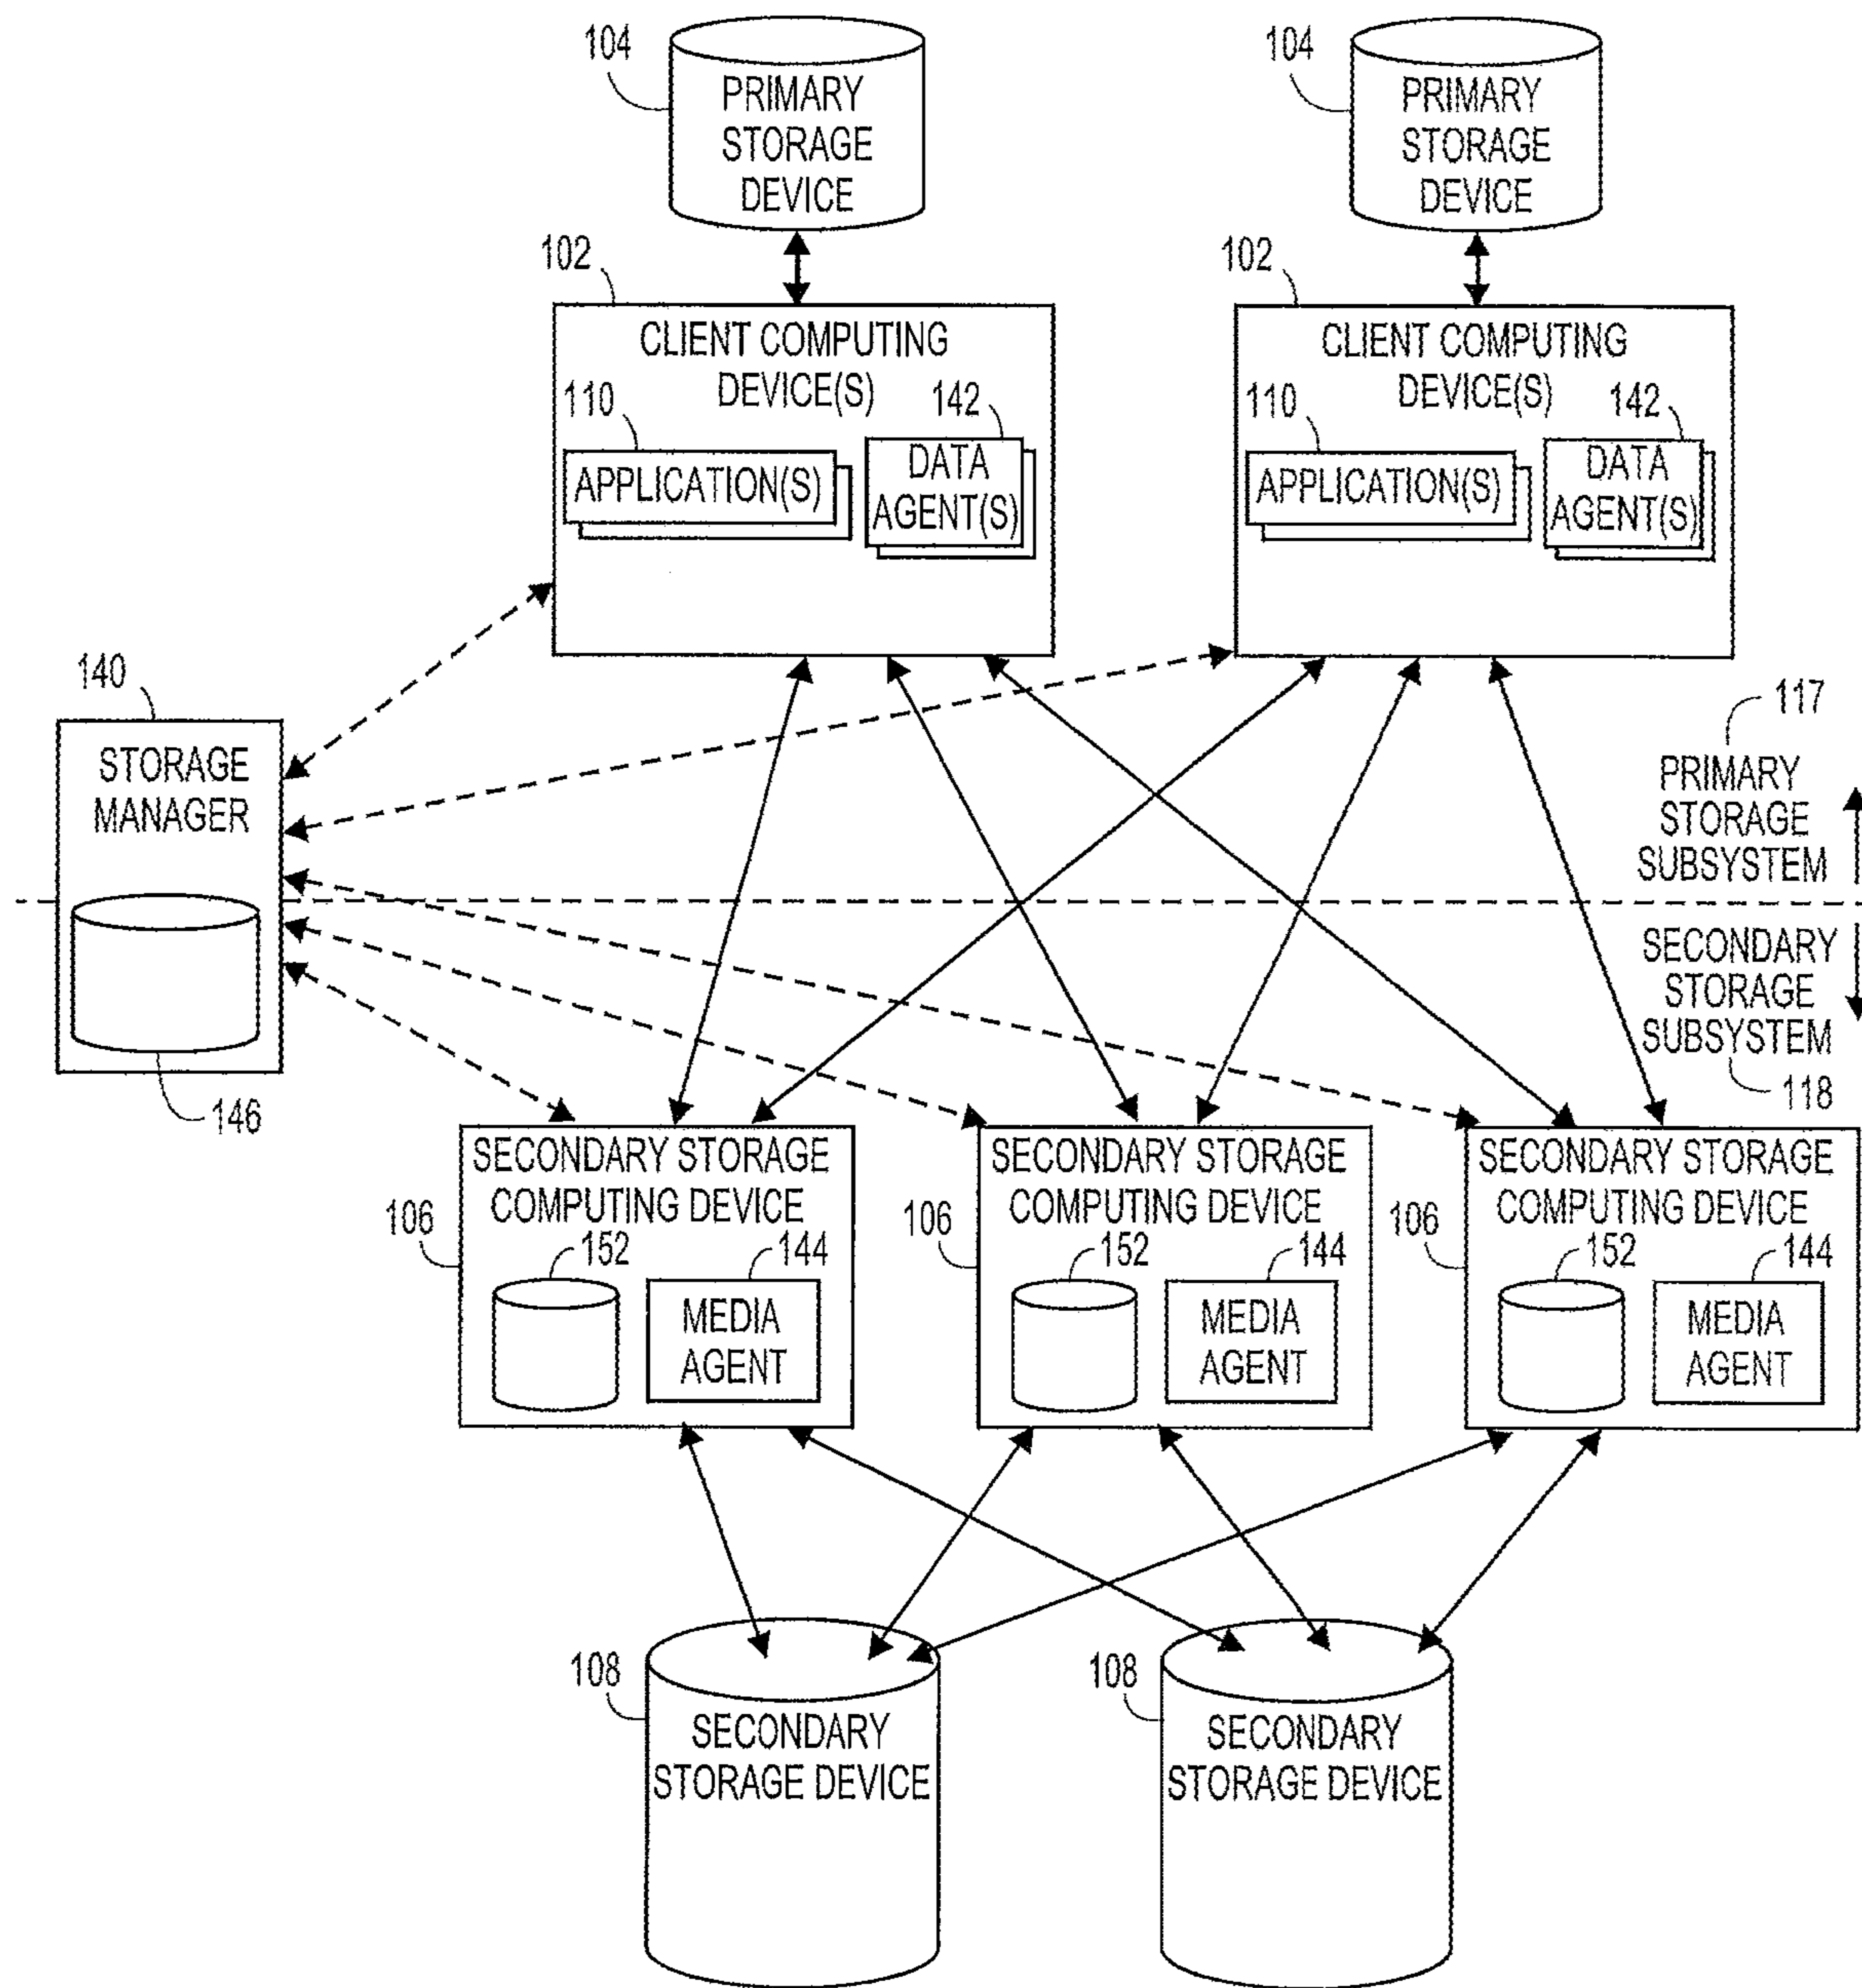 104
PRIMARY
STORAGE
DEVICE
104
PRIMARY
STORAGE
DEVICE
102
CLIENT COMPUTING
DEVICE(S)
110
APPLICATION(S)
142
DATA
AGENT(S)
102
CLIENT COMPUTING
DEVICE(S)
110
APPLICATION(S)
142
DATA
AGENT(S)
140
STORAGE
MANAGER
146
117
PRIMARY
STORAGE
SUBSYSTEM
SECONDARY
STORAGE
SUBSYSTEM
118
SECONDARY STORAGE
COMPUTING DEVICE
106
152
144
MEDIA
AGENT
SECONDARY STORAGE
COMPUTING DEVICE
106
152
144
MEDIA
AGENT
SECONDARY STORAGE
COMPUTING DEVICE
106
152
144
MEDIA
AGENT
108
SECONDARY
STORAGE DEVICE
108
SECONDARY
STORAGE DEVICE